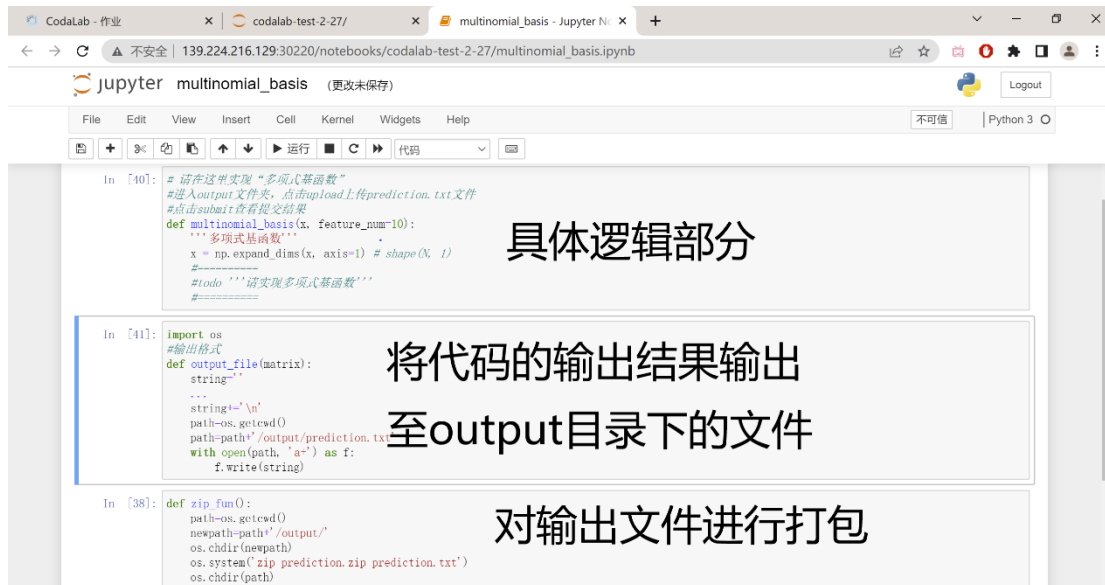 CodaLab - 作业
codalab-test-2-27/
multinomial_basis - Jupyter No
不安全 | 139.224.216.129:30220/notebooks/codalab-test-2-27/multinomial_basis.ipynb
jupyter multinomial_basis (更改未保存)
Logout
File Edit View Insert Cell Kernel Widgets Help
不可信 | Python 3
运行 代码
In [40]: # 请在这里实现“多项式基函数”
#进入output文件夹，点击upload上传prediction.txt文件
#点击submit查看提交结果
def multinomial_basis(x, feature_num=10):
'''多项式基函数'''
x = np.expand_dims(x, axis=1) # shape(N, 1)
#==========
#todo '''请实现多项式基函数'''
#==========
具体逻辑部分
In [41]: import os
#输出格式
def output_file(matrix):
string=''
...
string+='\n'
path=os.getcwd()
path=path+'/output/prediction.txt'
with open(path, 'a+') as f:
f.write(string)
将代码的输出结果输出
至output目录下的文件
In [38]: def zip_fun():
path=os.getcwd()
newpath=path+'/output/'
os.chdir(newpath)
os.system('zip prediction.zip prediction.txt')
os.chdir(path)
对输出文件进行打包